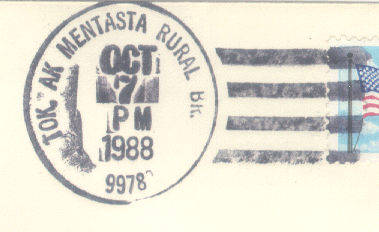 TOK AK MENTASTA RURAL BR.
OCT
7
PM
1988
9978